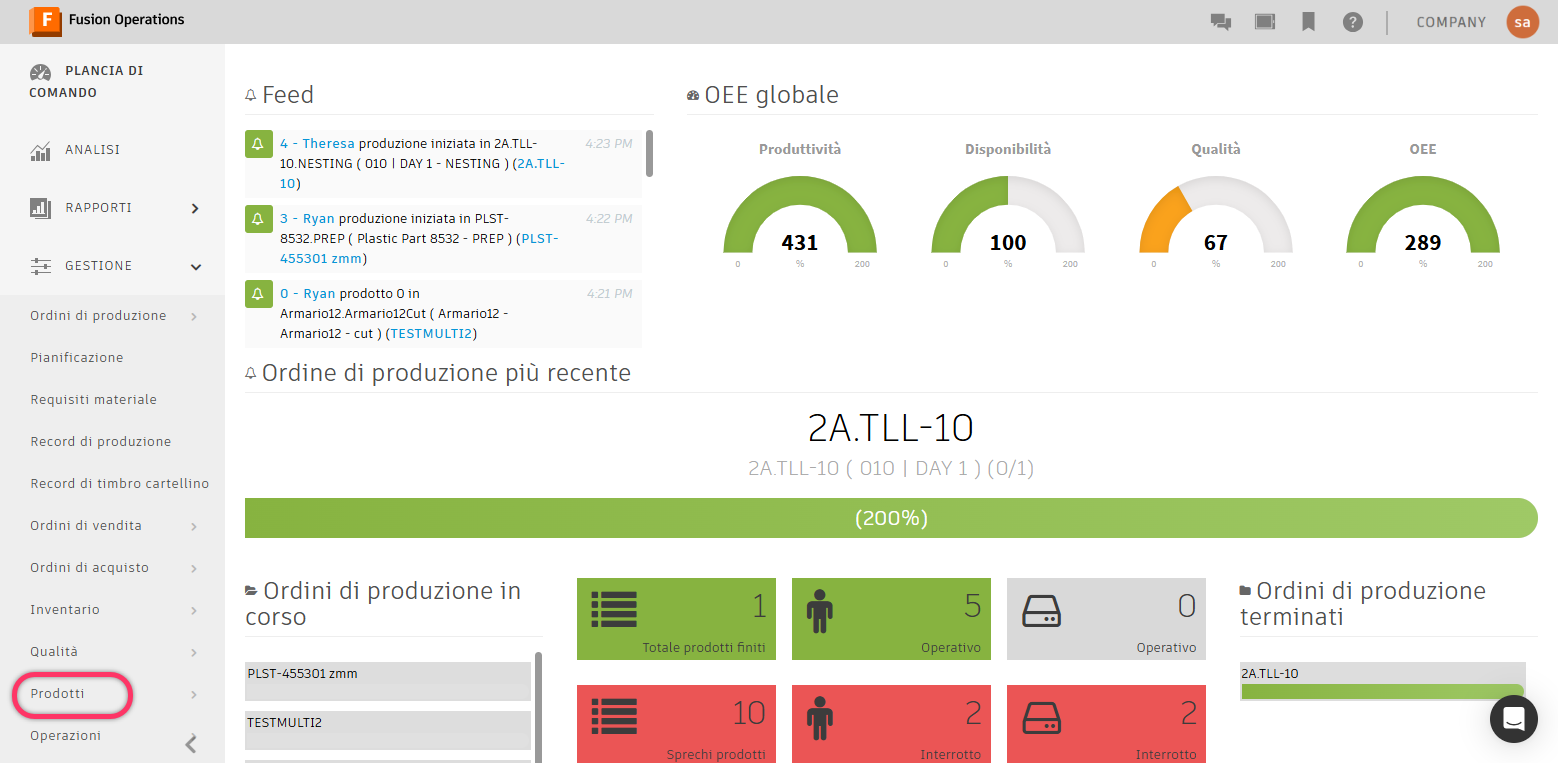 F Fusion Operations
COMPANY
sa
PLANCIA DI
COMANDO
ANALISI
RAPPORTI
GESTIONE
Ordini di produzione
Pianificazione
Requisiti materiale
Record di produzione
Record di timbro cartellino
Ordini di vendita
Ordini di acquisto
Inventario
Qualità
Prodotti
Operazioni
Feed
4 - Theresa produzione iniziata in 2A.TLL-
10.NESTING ( 010 | DAY 1 - NESTING ) (2A.TLL-
10)
4:23 PM
3 - Ryan produzione iniziata in PLST-
8532.PREP ( Plastic Part 8532 - PREP ) (PLST-
455301 zmm)
4:22 PM
0 - Ryan prodotto 0 in
Armario12.Armario12Cut ( Armario12 -
Armario12 - cut ) (TESTMULTI2)
4:21 PM
OEE globale
Produttività
431
0 % 200
Disponibilità
100
0 % 200
Qualità
67
0 % 200
OEE
289
0 % 200
Ordine di produzione più recente
2A.TLL-10
2A.TLL-10 ( 010 | DAY 1 ) (0/1)
(200%)
Ordini di produzione in
corso
PLST-455301 zmm
TESTMULTI2
1
Totale prodotti finiti
5
Operativo
0
Operativo
10
Sprechi prodotti
2
Interrotto
2
Interrotto
Ordini di produzione
terminati
2A.TLL-10